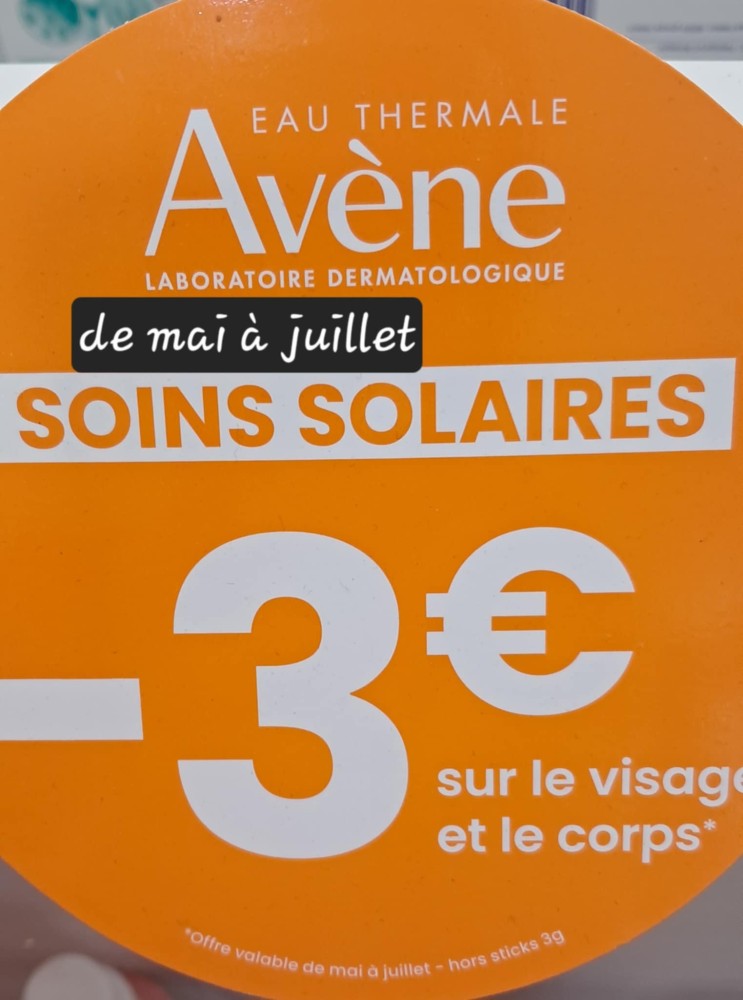 EAU THERMALE
Avène
LABORATOIRE DERMATOLOGIQUE
de mai à juillet
SOINS SOLAIRES
-3€
sur le visage
et le corps*
*Offre valable de mai à juillet - hors sticks 3g